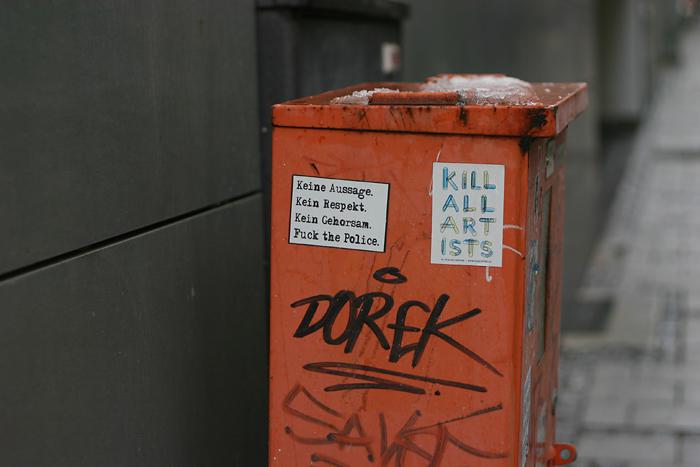 Keine Aussage.
Kein Respekt.
Kein Gehorsam.
Fuck the Police.
KILL
ALL
ART
ISTS
DOREK